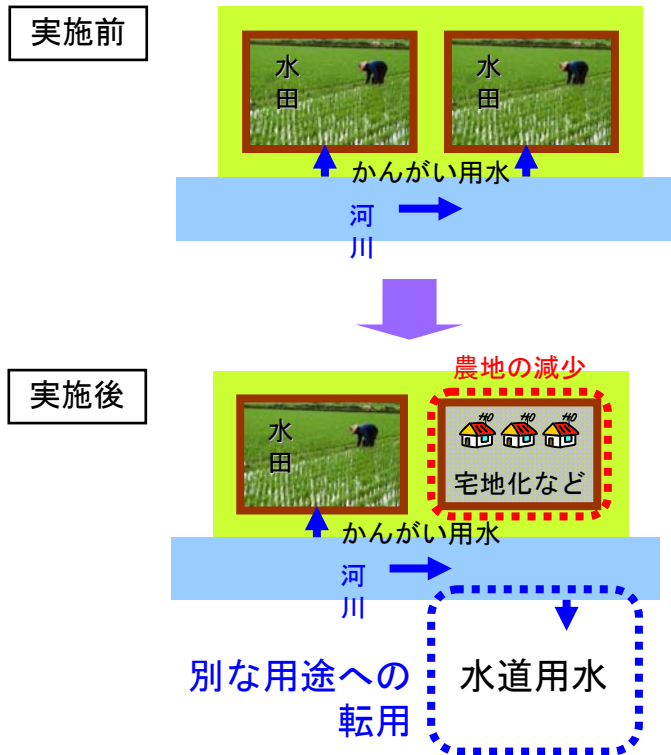 実施前
水田
水田
かんがい用水
河川
実施後
農地の減少
水田
宅地化など
かんがい用水
河川
別な用途への
転用
水道用水